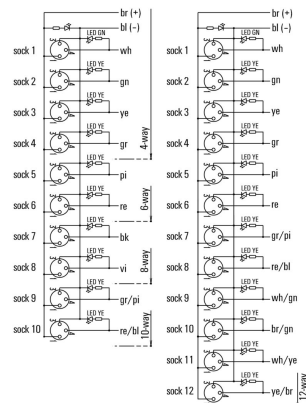 br (+)
bl (−)
LED GN
sock 1 wh
LED YE
sock 2 gn
LED YE
sock 3 ye
LED YE
sock 4 gr
4-way
LED YE
sock 5 pi
LED YE
sock 6 re
6-way
LED YE
sock 7 bk
LED YE
sock 8 vi
8-way
LED YE
sock 9 gr/pi
LED YE
sock 10 re/bl
10-way
br (+)
bl (−)
LED GN
sock 1 wh
LED YE
sock 2 gn
LED YE
sock 3 ye
LED YE
sock 4 gr
LED YE
sock 5 pi
LED YE
sock 6 re
LED YE
sock 7 gr/pi
LED YE
sock 8 re/bl
LED YE
sock 9 wh/gn
LED YE
sock 10 br/gn
LED YE
sock 11 wh/ye
LED YE
sock 12 ye/br
12-way